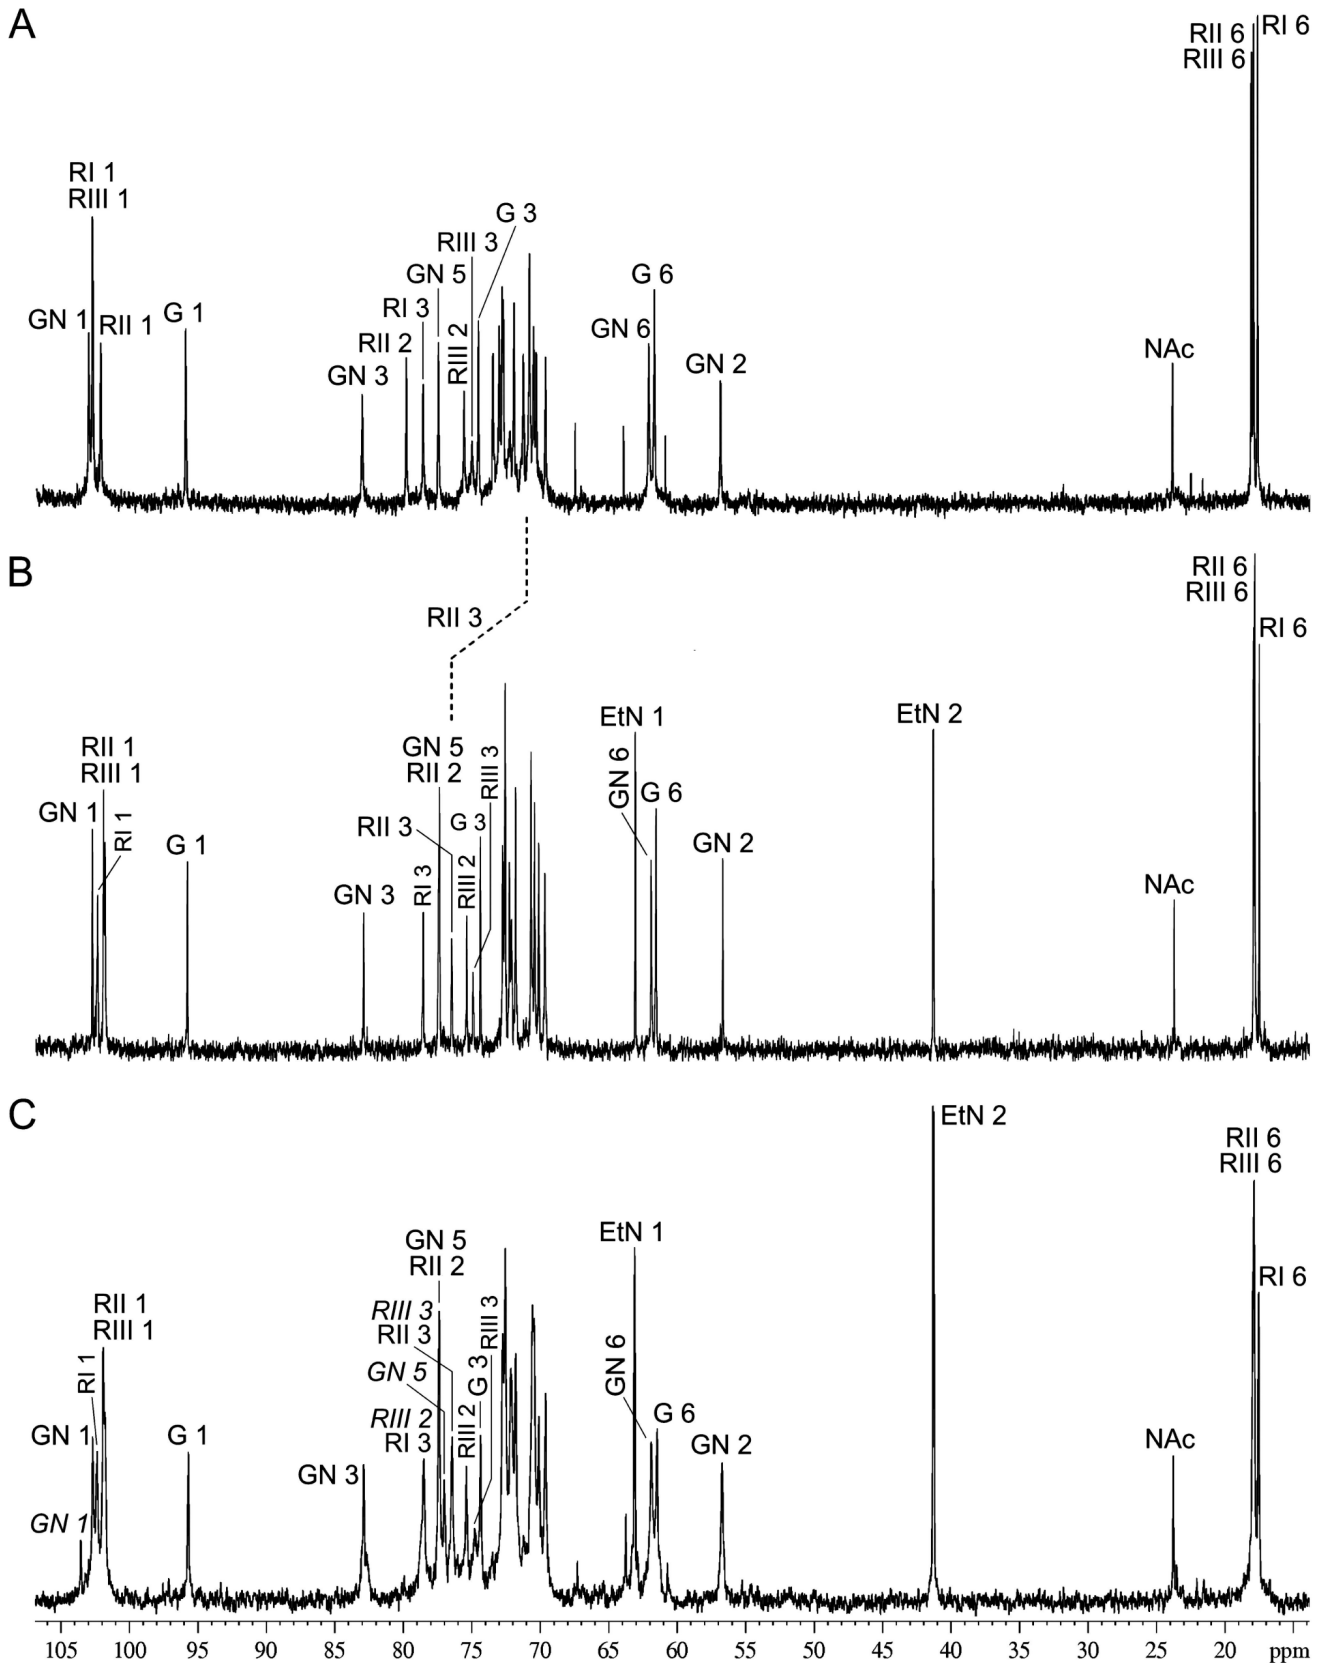 A
RII 6
RI 6
RIII 6
RI 1
RIII 1
G 3
RIII 3
GN 5
G 6
RI 3
GN 1
RII 1
G 1
RII 2
RIII 2
GN 6
GN 3
GN 2
NAc
B
RII 6
RIII 6
RII 3
RI 6
EtN 1
EtN 2
RII 1
RIII 1
GN 5
RII 2
RIII 3
GN 6
G 6
GN 1
RI 1
G 1
RII 3
G 3
GN 2
GN 3
RI 3
RIII 2
NAc
C
EtN 2
RII 6
RIII 6
EtN 1
GN 5
RII 2
RI 6
RII 1
RIII 1
RIII 3
RII 3
RIII 3
RI 1
GN 5
G 3
GN 6
GN 1
G 1
RIII 2
RI 3
RIII 2
G 6
GN 2
NAc
GN 3
GN 1
105 100 95 90 85 80 75 70 65 60 55 50 45 40 35 30 25 20 ppm